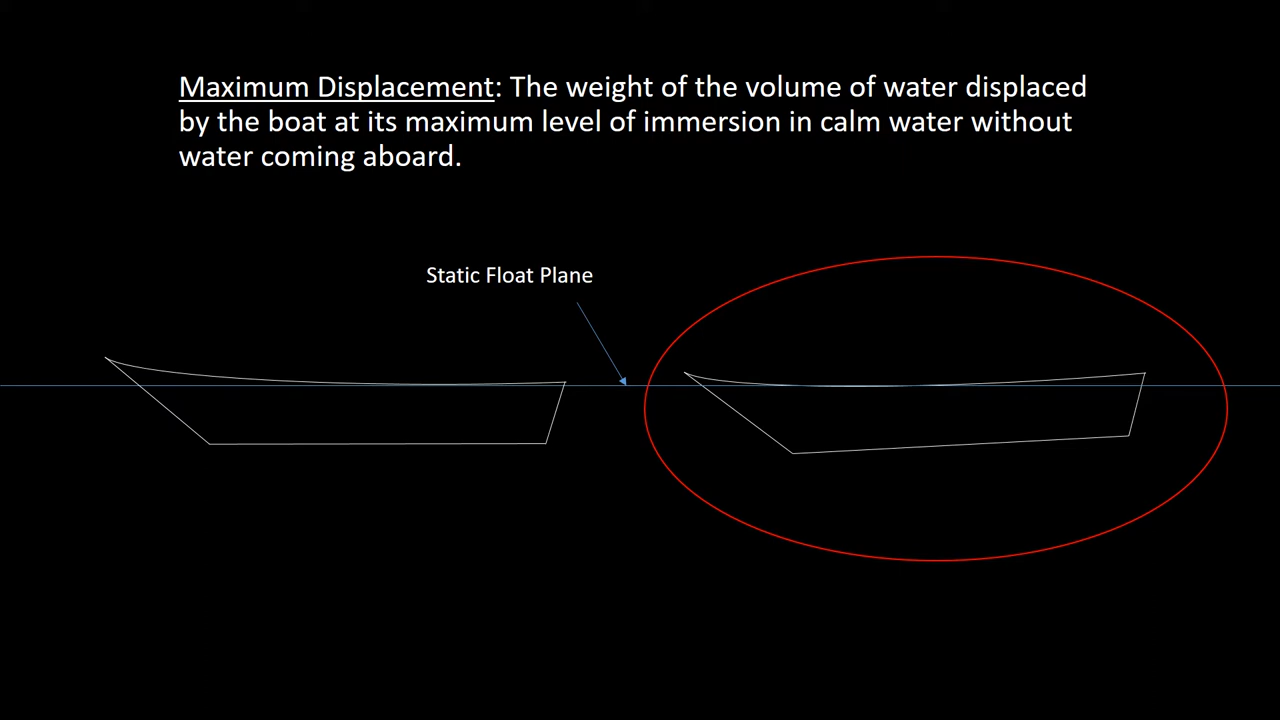 Maximum Displacement: The weight of the volume of water displaced
by the boat at its maximum level of immersion in calm water without
water coming aboard.
Static Float Plane